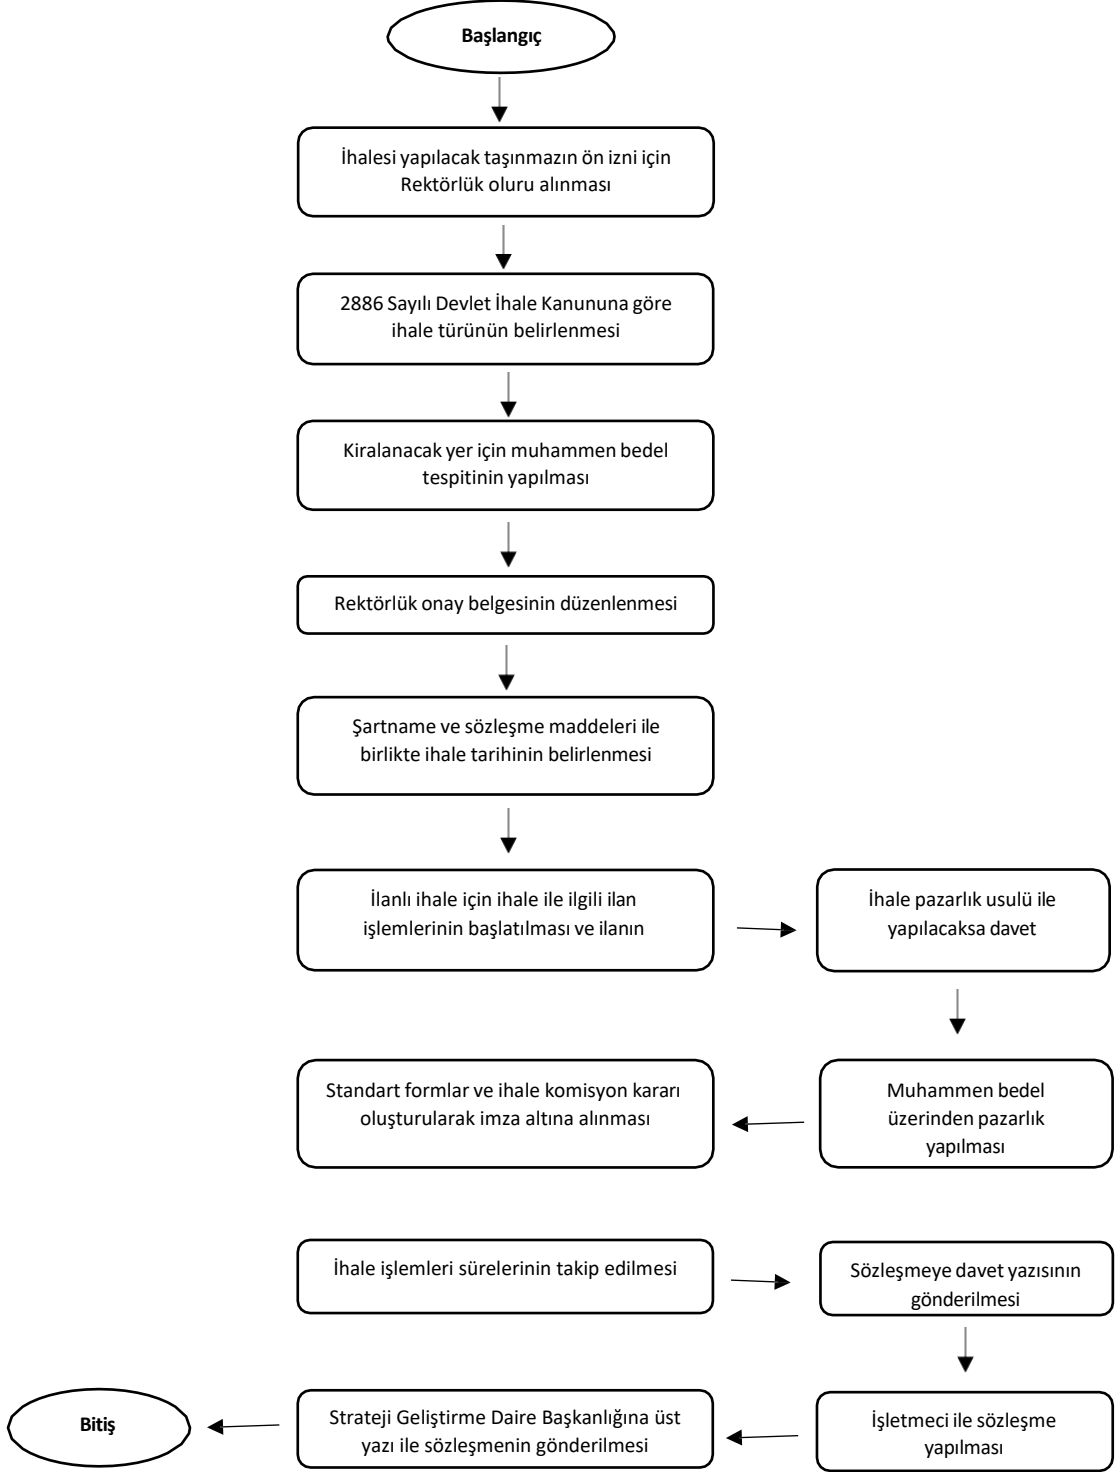 Başlangıç
İhalesi yapılacak taşınmazın ön izni için
Rektörlük oluru alınması
2886 Sayılı Devlet İhale Kanununa göre
ihale türünün belirlenmesi
Kiralanacak yer için muhammen bedel
tespitinin yapılması
Rektörlük onay belgesinin düzenlenmesi
Şartname ve sözleşme maddeleri ile
birlikte ihale tarihinin belirlenmesi
İlanlı ihale için ihale ile ilgili ilan
işlemlerinin başlatılması ve ilanın
İhale pazarlık usulü ile
yapılacaksa davet
Muhammen bedel
üzerinden pazarlık
yapılması
Standart formlar ve ihale komisyon kararı
oluşturularak imza altına alınması
İhale işlemleri sürelerinin takip edilmesi
Sözleşmeye davet yazısının
gönderilmesi
İşletmeci ile sözleşme
yapılması
Strateji Geliştirme Daire Başkanlığına üst
yazı ile sözleşmenin gönderilmesi
Bitiş